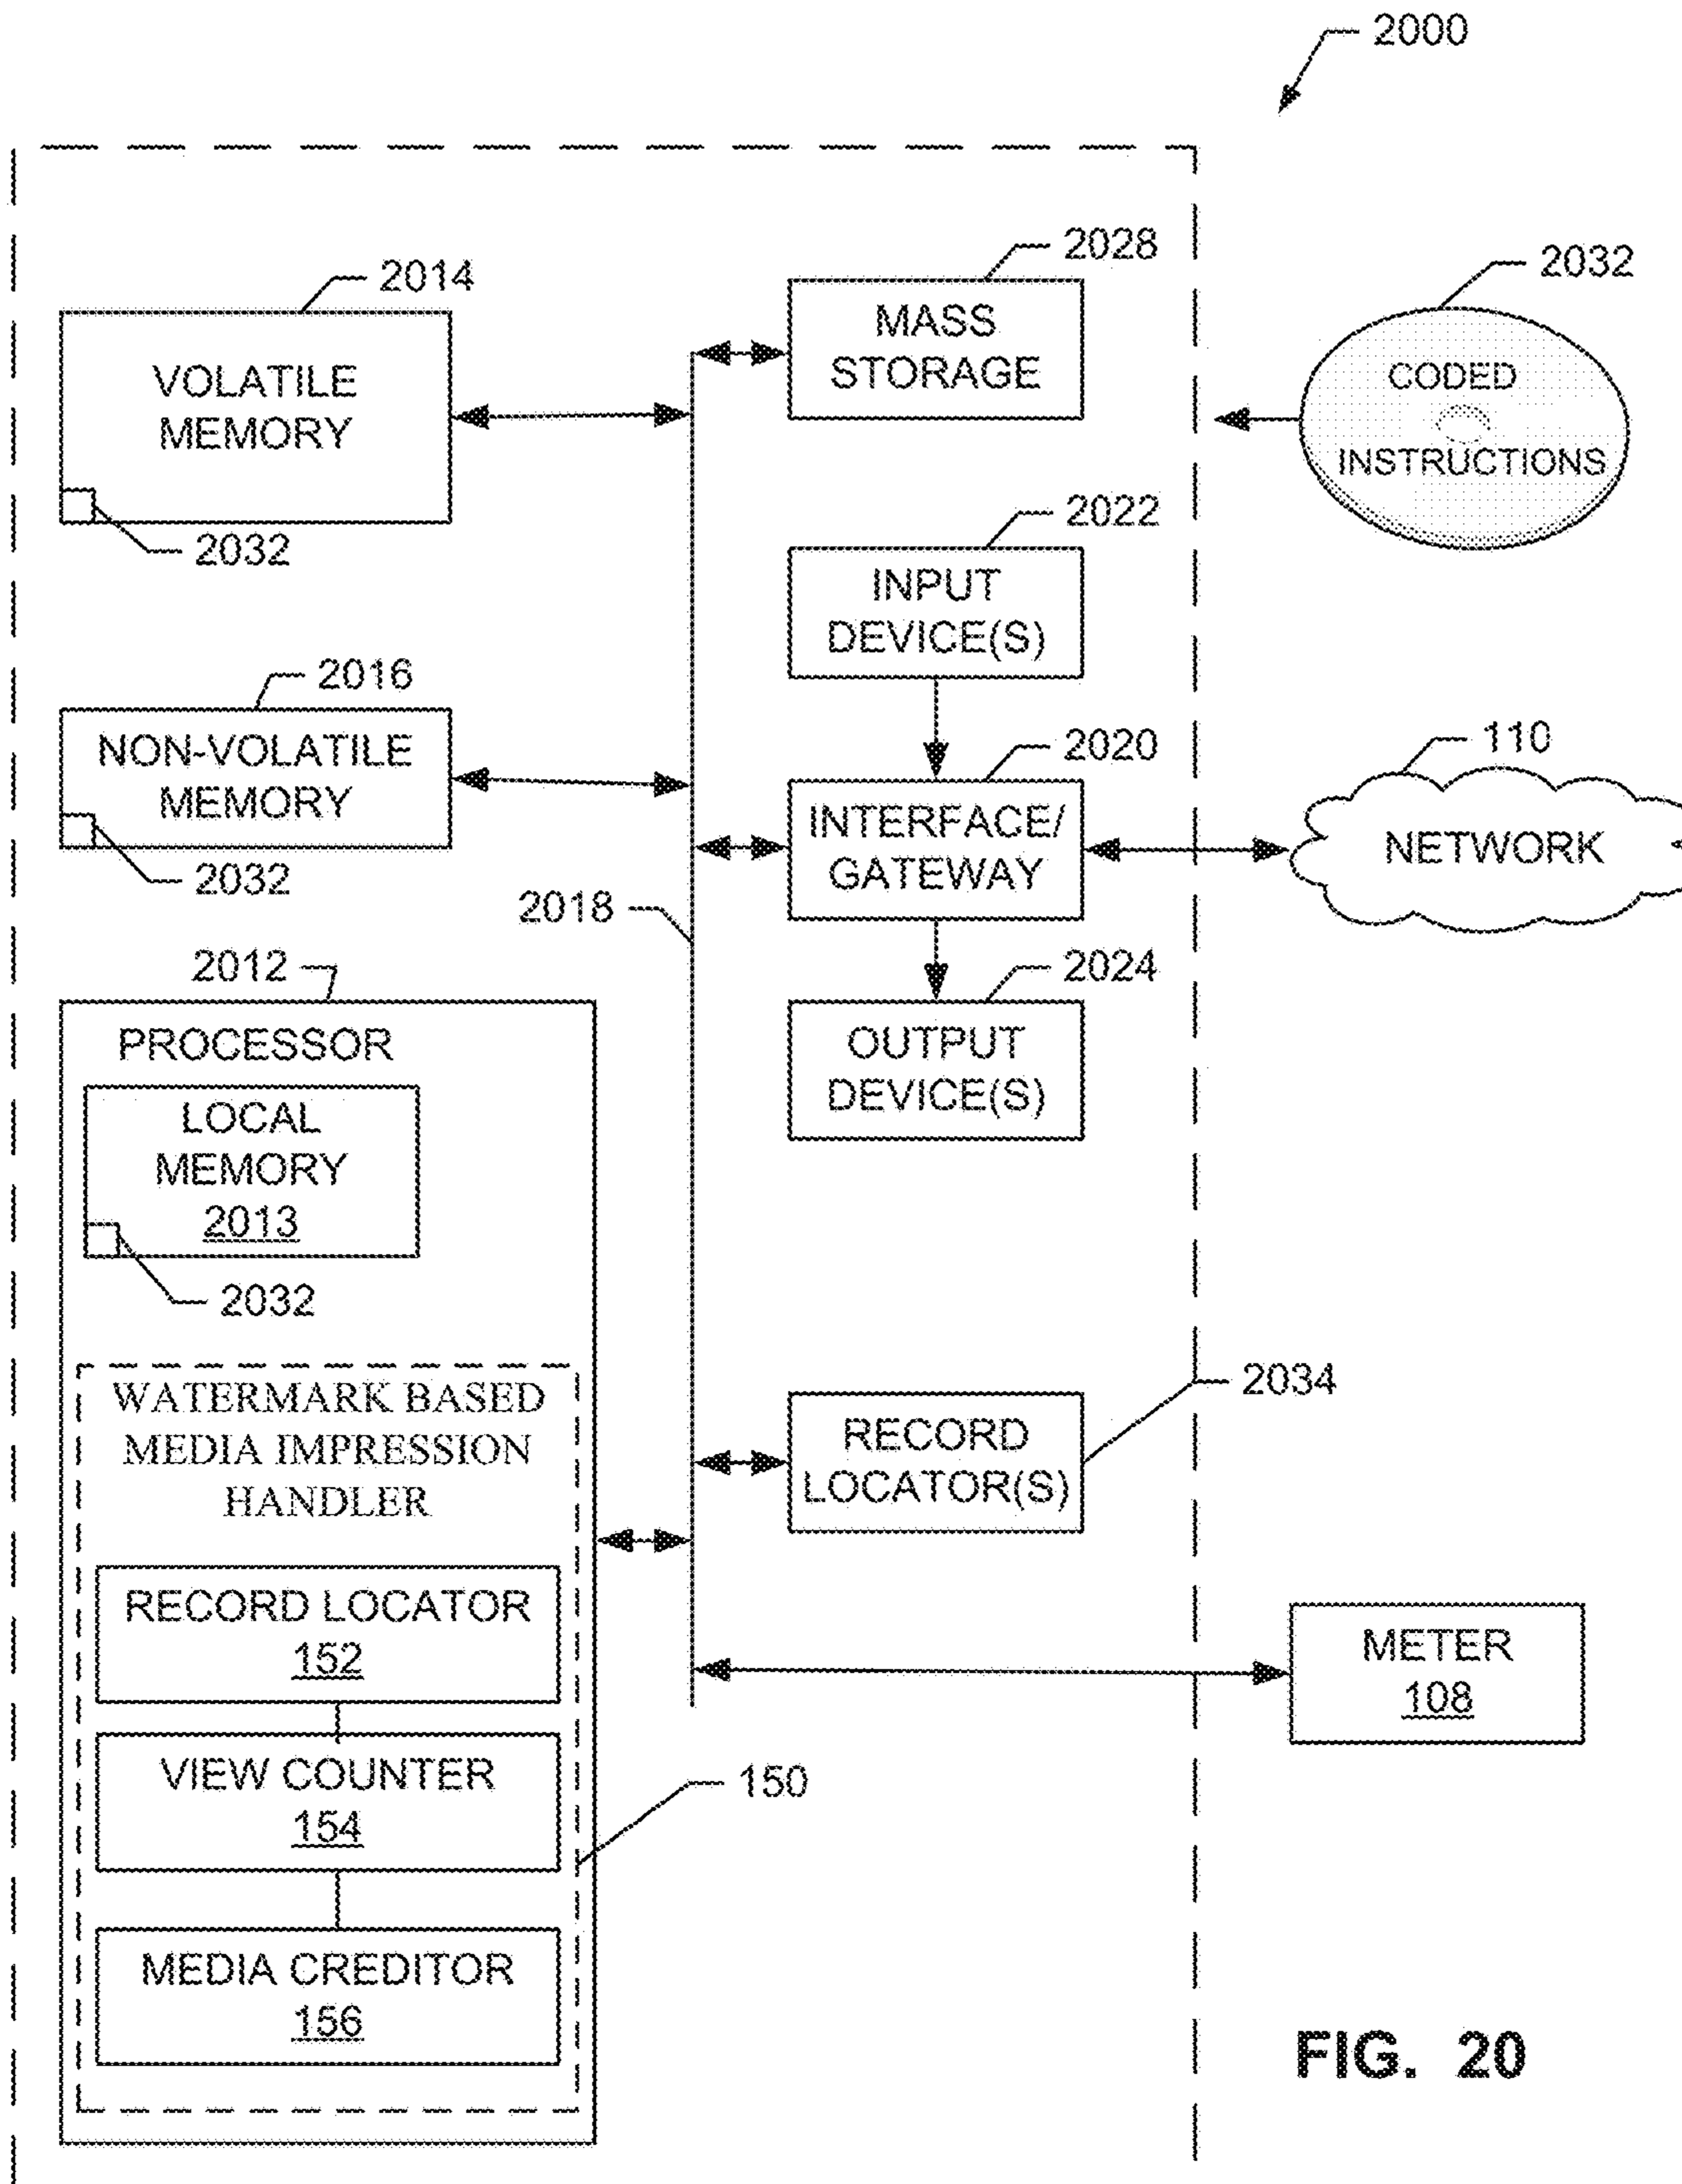 2000
2014
VOLATILE
MEMORY
2032
2028
MASS
STORAGE
2032
CODED
INSTRUCTIONS
2022
INPUT
DEVICE(S)
2016
NON-VOLATILE
MEMORY
2032
2020
INTERFACE/
GATEWAY
110
NETWORK
2018
2024
OUTPUT
DEVICE(S)
2012
PROCESSOR
LOCAL
MEMORY
2013
2032
WATERMARK BASED
MEDIA IMPRESSION
HANDLER
2034
RECORD
LOCATOR(S)
RECORD LOCATOR
152
METER
108
VIEW COUNTER
154
150
MEDIA CREDITOR
156
FIG. 20